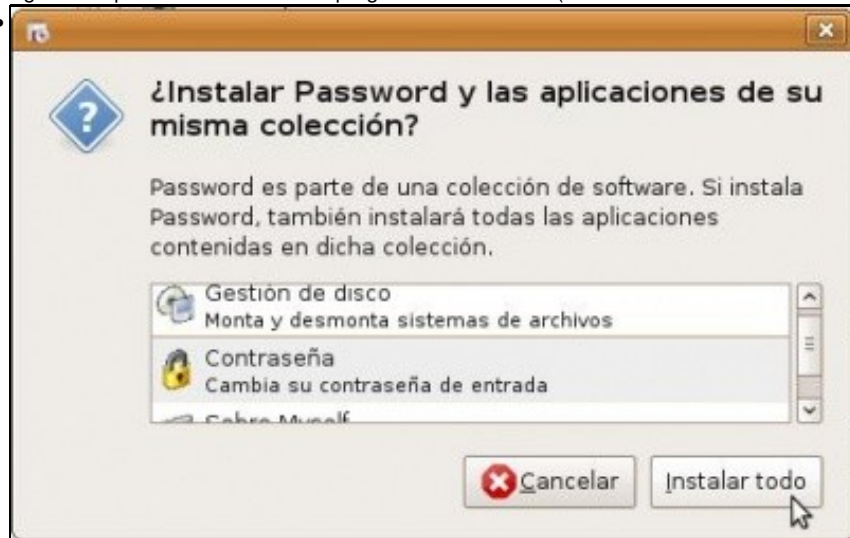 ¿Instalar Password y las aplicaciones de su
misma colección?
Password es parte de una colección de software. Si instala
Password, también instalará todas las aplicaciones
contenidas en dicha colección.
Gestión de disco
Monta y desmonta sistemas de archivos
Contraseña
Cambia su contraseña de entrada
Sobre Myself
Cancelar
Instalar todo